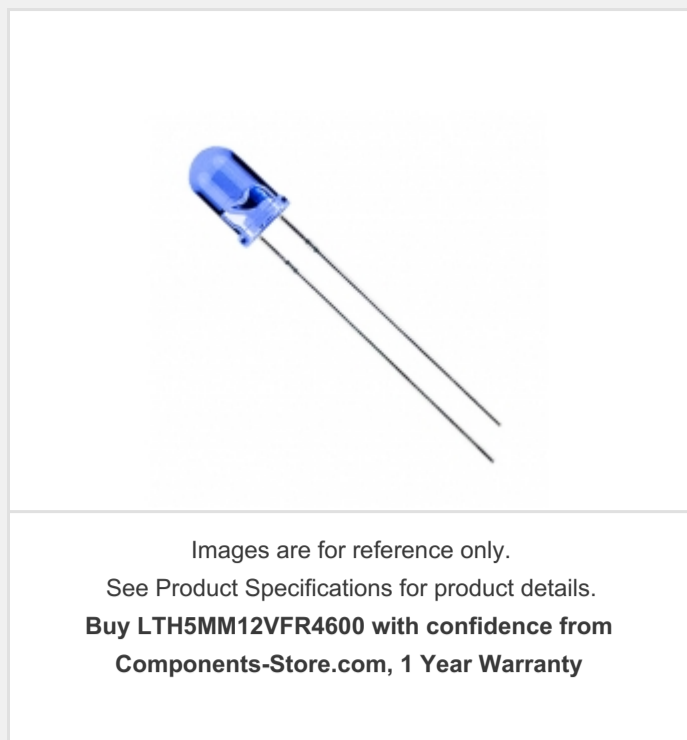 Images are for reference only.
See Product Specifications for product details.
Buy LTH5MM12VFR4600 with confidence from
Components-Store.com, 1 Year Warranty